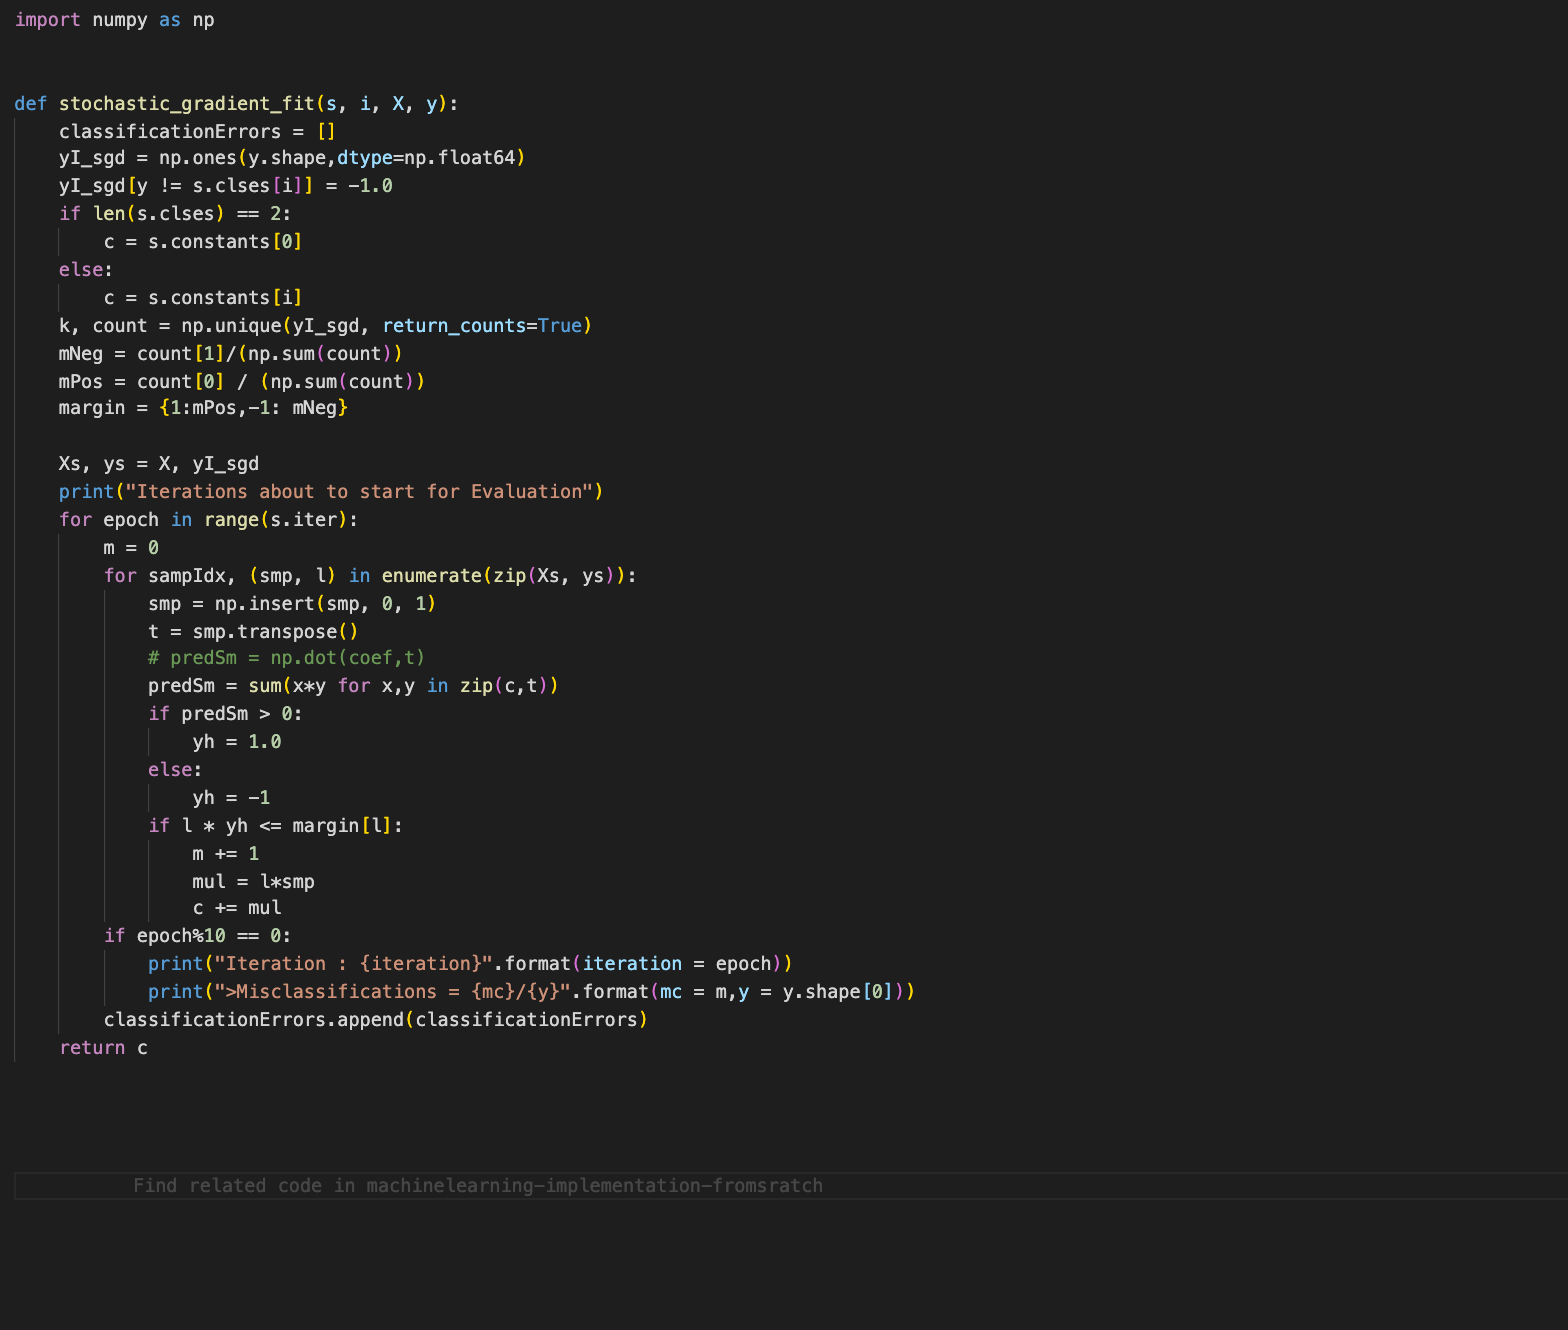 import numpy as np
def stochastic_gradient_fit(s, i, X, y):
    classificationErrors = []
    yI_sgd = np.ones(y.shape,dtype=np.float64)
    yI_sgd[y != s.clses[i]] = -1.0
    if len(s.clses) == 2:
        c = s.constants[0]
    else:
        c = s.constants[i]
    k, count = np.unique(yI_sgd, return_counts=True)
    mNeg = count[1]/(np.sum(count))
    mPos = count[0] / (np.sum(count))
    margin = {1:mPos,-1: mNeg}
    Xs, ys = X, yI_sgd
    print("Iterations about to start for Evaluation")
    for epoch in range(s.iter):
        m = 0
        for sampIdx, (smp, l) in enumerate(zip(Xs, ys)):
            smp = np.insert(smp, 0, 1)
            t = smp.transpose()
            # predSm = np.dot(coef,t)
            predSm = sum(x*y for x,y in zip(c,t))
            if predSm > 0:
                yh = 1.0
            else:
                yh = -1
            if l * yh <= margin[l]:
                m += 1
                mul = l*smp
                c += mul
        if epoch%10 == 0:
            print("Iteration : {iteration}".format(iteration = epoch))
            print(">Misclassifications = {mc}/{y}".format(mc = m,y = y.shape[0]))
        classificationErrors.append(classificationErrors)
    return c
Find related code in machinelearning-implementation-fromsratch